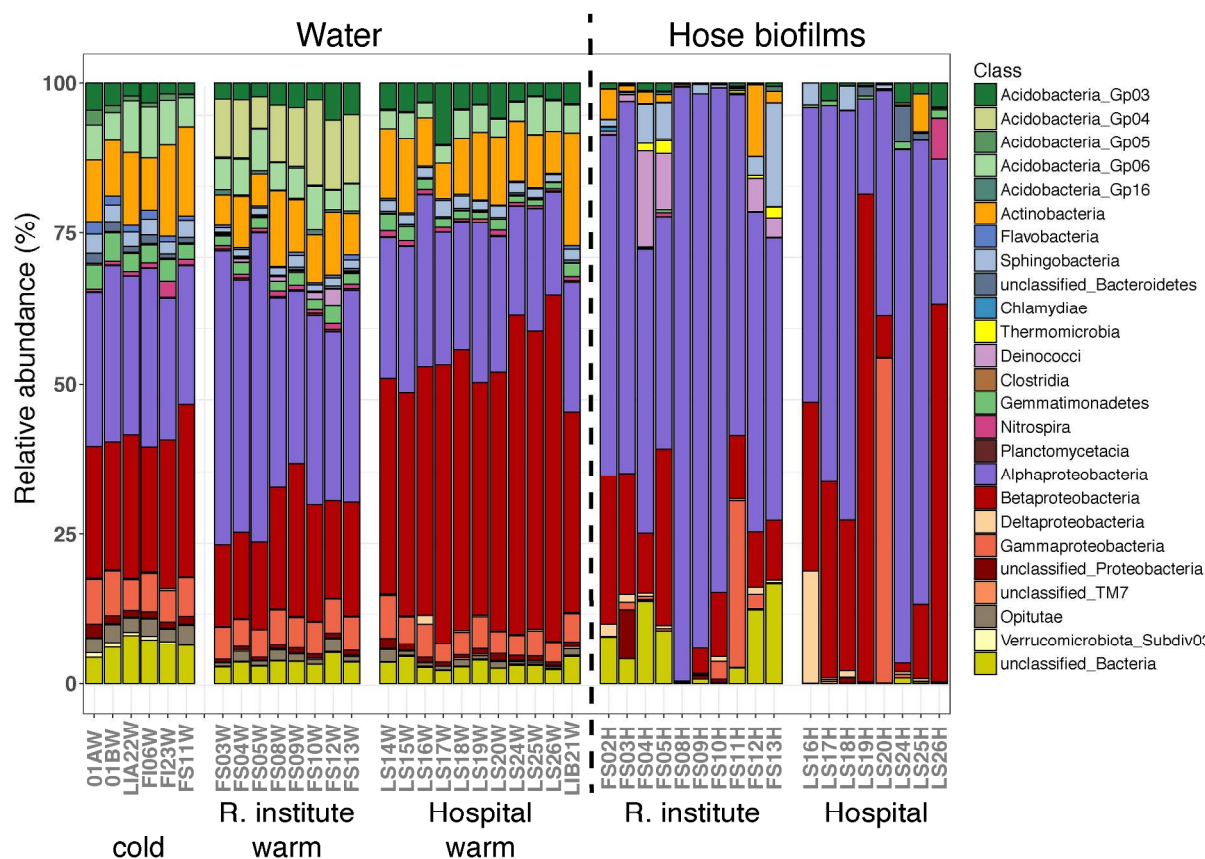 Water
Hose biofilms
Relative abundance (%)
100
75
50
25
0
Class
Acidobacteria_Gp03
Acidobacteria_Gp04
Acidobacteria_Gp05
Acidobacteria_Gp06
Acidobacteria_Gp16
Actinobacteria
Flavobacteria
Sphingobacteria
unclassified_Bacteroidetes
Chlamydiae
Thermomicrobia
Deinococci
Clostridia
Gemmatimonadetes
Nitrospira
Planctomycetacia
Alphaproteobacteria
Betaproteobacteria
Deltaproteobacteria
Gammaproteobacteria
unclassified_Proteobacteria
unclassified_TM7
Opitutae
Verrucomicrobiota_Subdiv03
unclassified_Bacteria
01AW
01BW
LIA22W
FI06W
FI23W
FS11W
FS03W
FS04W
FS05W
FS08W
FS09W
FS10W
FS12W
FS13W
LS14W
LS15W
LS16W
LS17W
LS18W
LS19W
LS20W
LS24W
LS25W
LS26W
LIB21W
FS02H
FS03H
FS04H
FS05H
FS08H
FS09H
FS10H
FS11H
FS12H
FS13H
LS16H
LS17H
LS18H
LS19H
LS20H
LS24H
LS25H
LS26H
cold
R. institute
warm
Hospital
warm
R. institute
Hospital